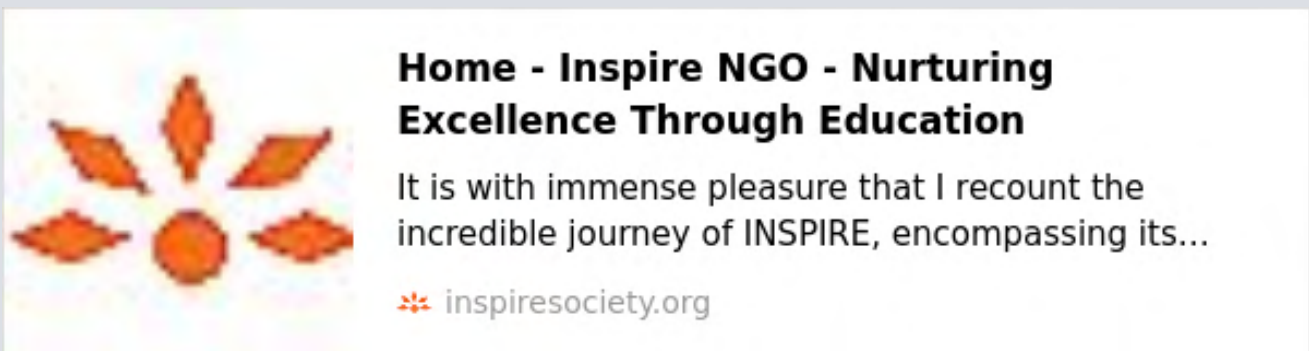 Home - Inspire NGO - Nurturing
Excellence Through Education
It is with immense pleasure that I recount the
incredible journey of INSPIRE, encompassing its...
inspiresociety.org